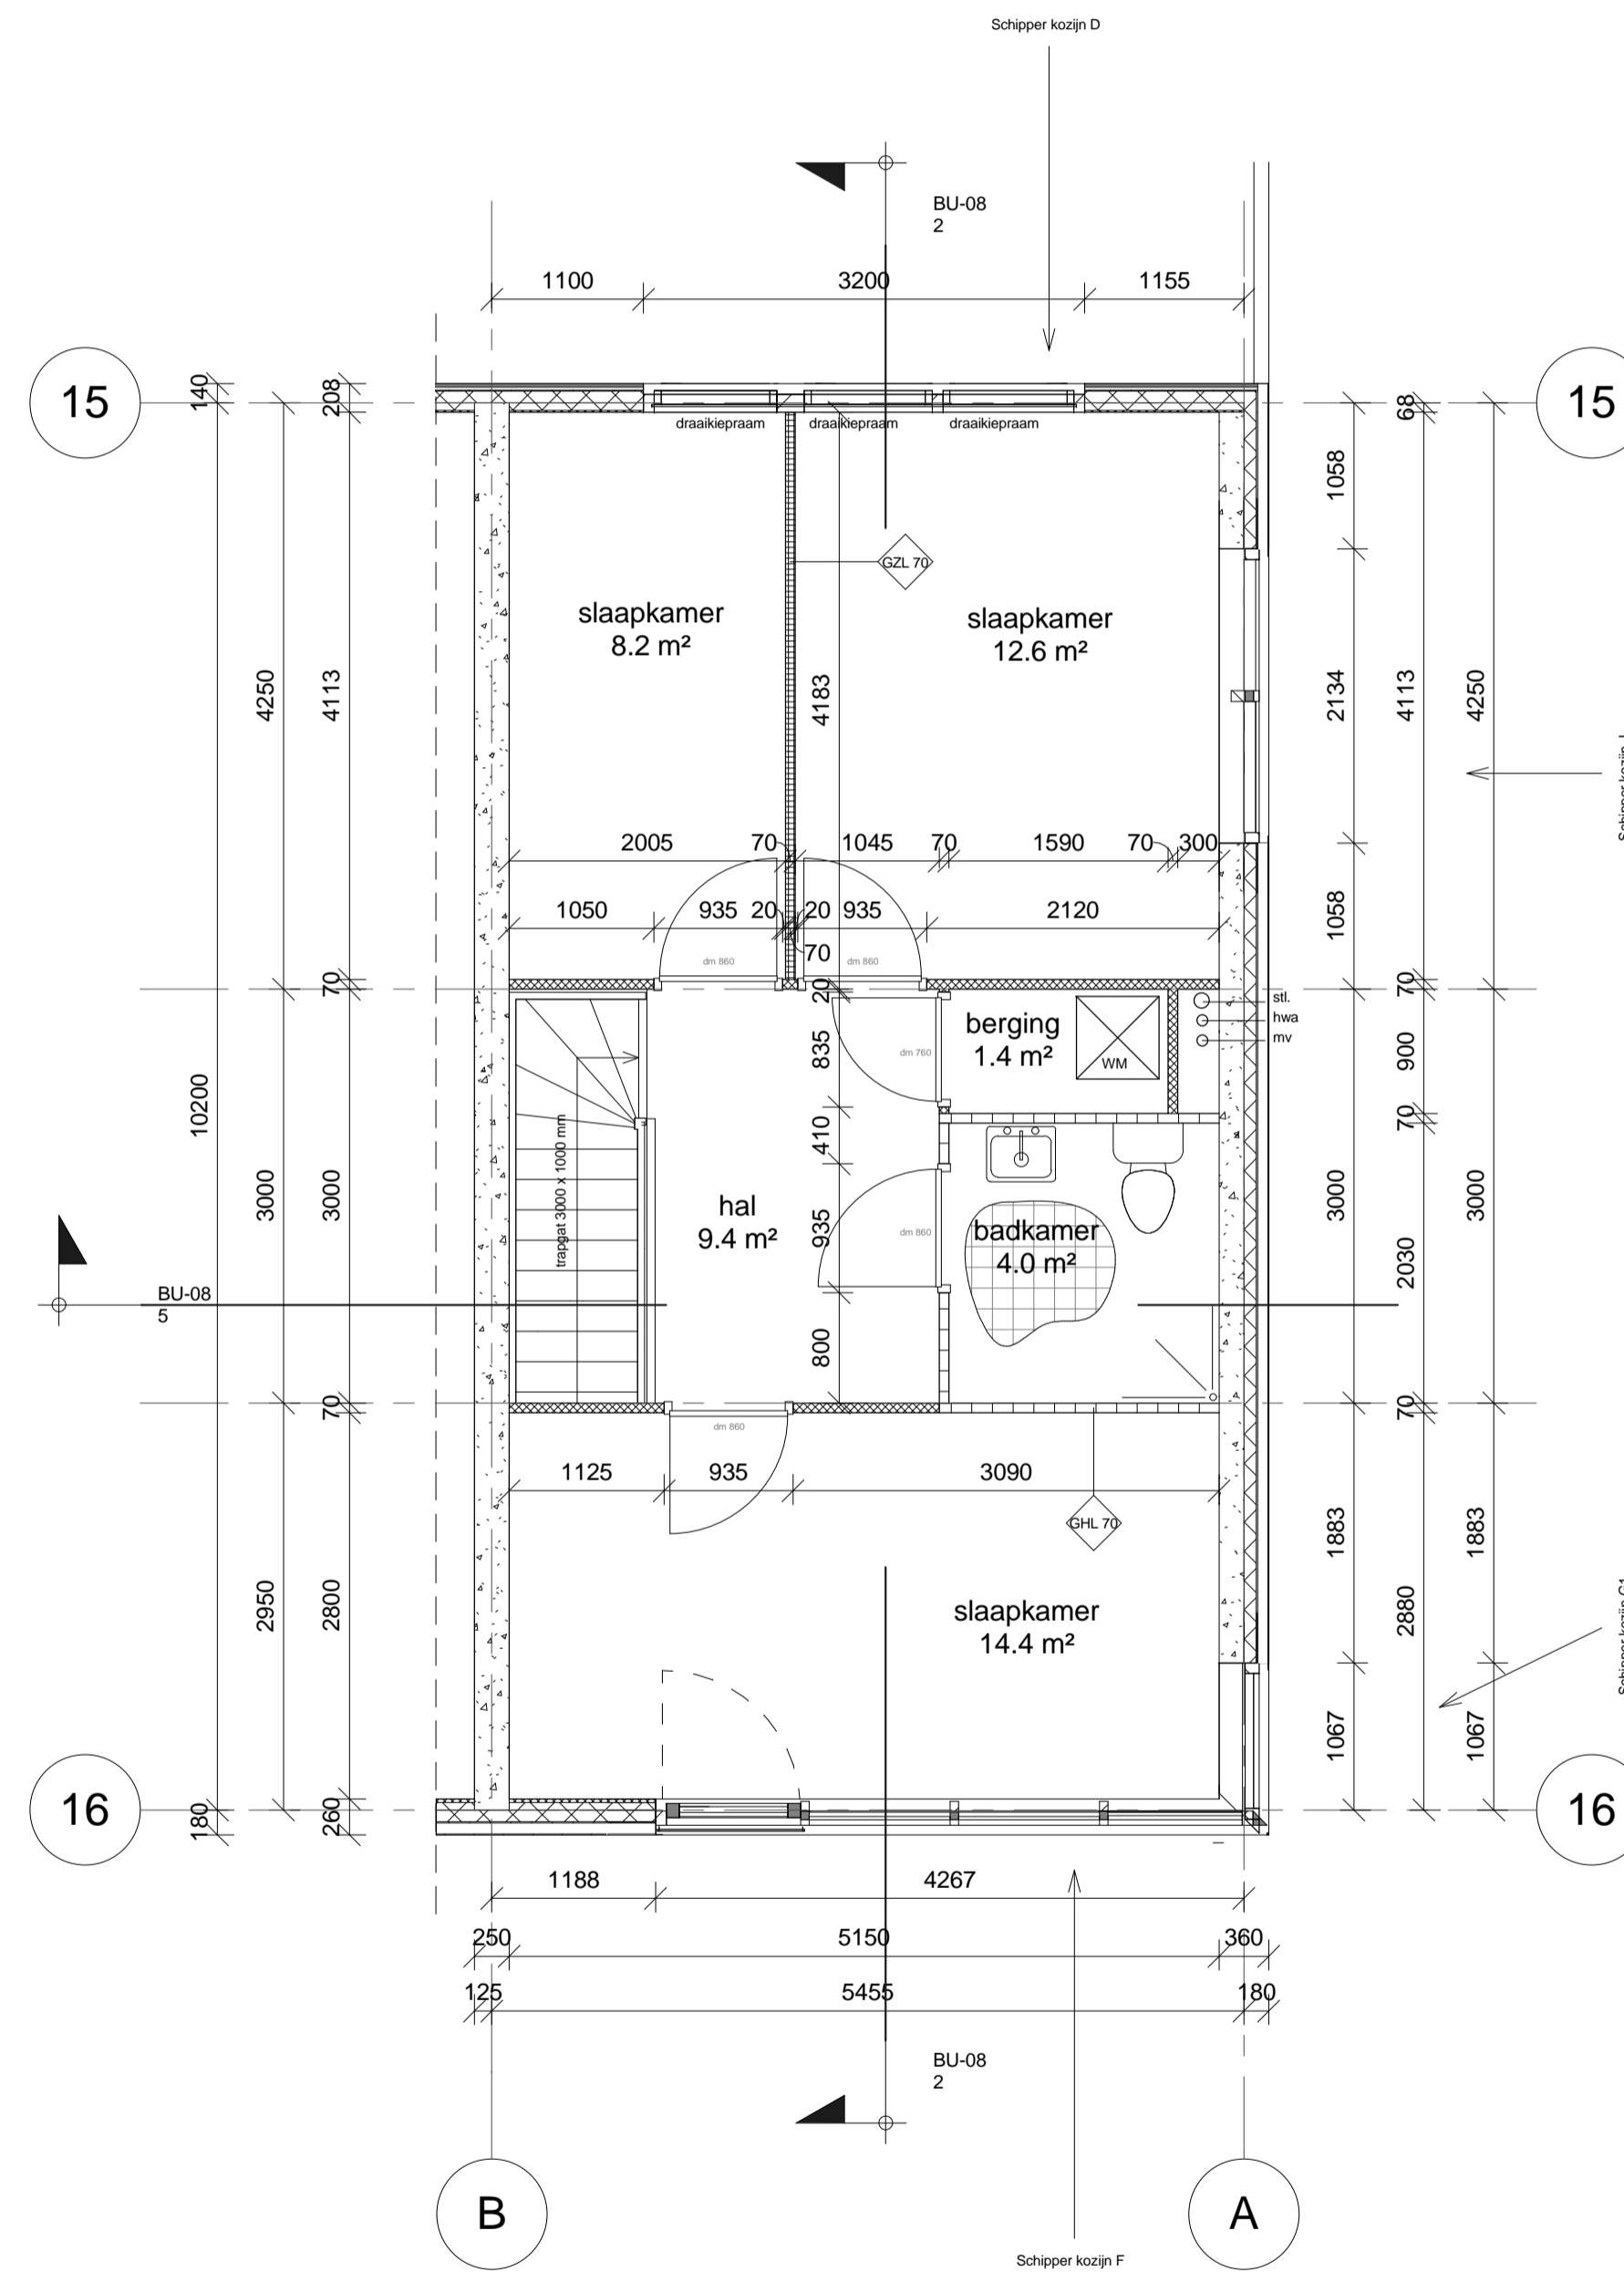 Schipper kozijn D
BU-08
2
1100
3200
1155
15
140
208
68
15
draaikiepraam
draaikiepraam
draaikiepraam
1058
GZL 70
slaapkamer
8.2 m²
slaapkamer
12.6 m²
4250
4113
4183
2134
4113
4250
2005
70
1045
70
1590
70
300
1050
935
20
20
935
2120
1058
70
dm 860
dm 860
70
20
70
stl.
hwa
mv
berging
1.4 m²
WM
dm 760
835
900
10200
trapgat 3000 x 1000 mm
410
70
3000
3000
hal
9.4 m²
935
dm 860
badkamer
4.0 m²
3000
2030
3000
BU-08
5
800
70
70
dm 860
1125
935
3090
GHL 70
1883
1883
2950
2800
slaapkamer
14.4 m²
2880
1067
1067
16
180
260
16
1188
4267
250
5150
360
125
5455
180
BU-08
2
B
A
Schipper kozijn F